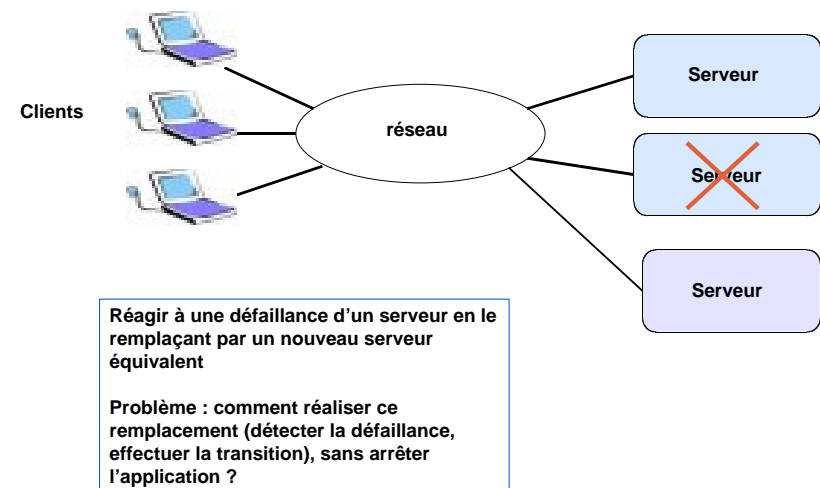 Serveur
Clients
réseau
Serveur
Serveur
Réagir à une défaillance d’un serveur en le
remplaçant par un nouveau serveur
équivalent
Problème : comment réaliser ce
remplacement (détecter la défaillance,
effectuer la transition), sans arrêter
l’application ?